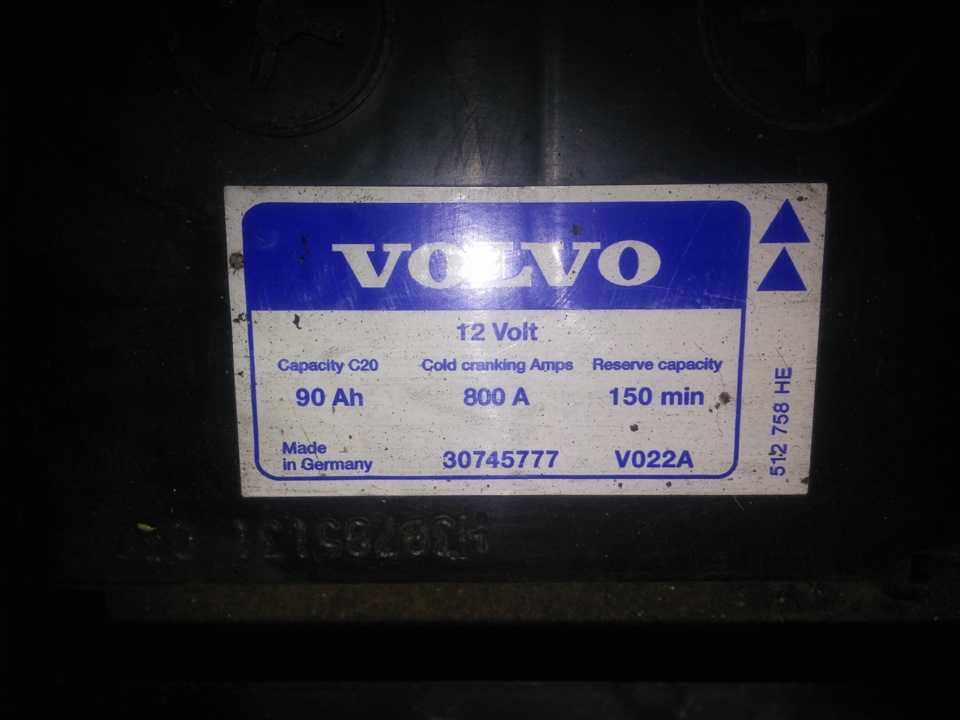 VOLVO
12 Volt
Capacity C20 Cold cranking Amps Reserve capacity
90 Ah 800 A 150 min
Made
in Germany 30745777 V022A
512 758 HE